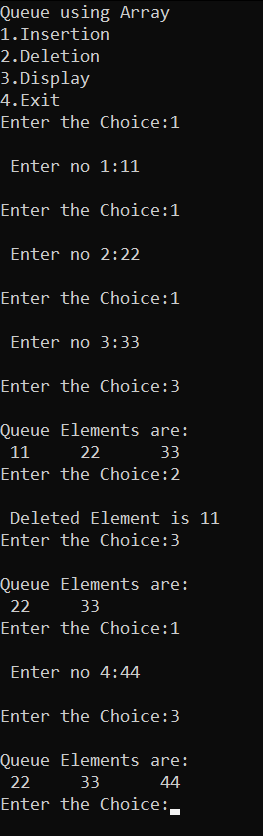 Queue using Array
1.Insertion
2.Deletion
3.Display
4.Exit
Enter the Choice:1
Enter no 1:11
Enter the Choice:1
Enter no 2:22
Enter the Choice:1
Enter no 3:33
Enter the Choice:3
Queue Elements are:
11 22 33
Enter the Choice:2
Deleted Element is 11
Enter the Choice:3
Queue Elements are:
22 33
Enter the Choice:1
Enter no 4:44
Enter the Choice:3
Queue Elements are:
22 33 44
Enter the Choice: